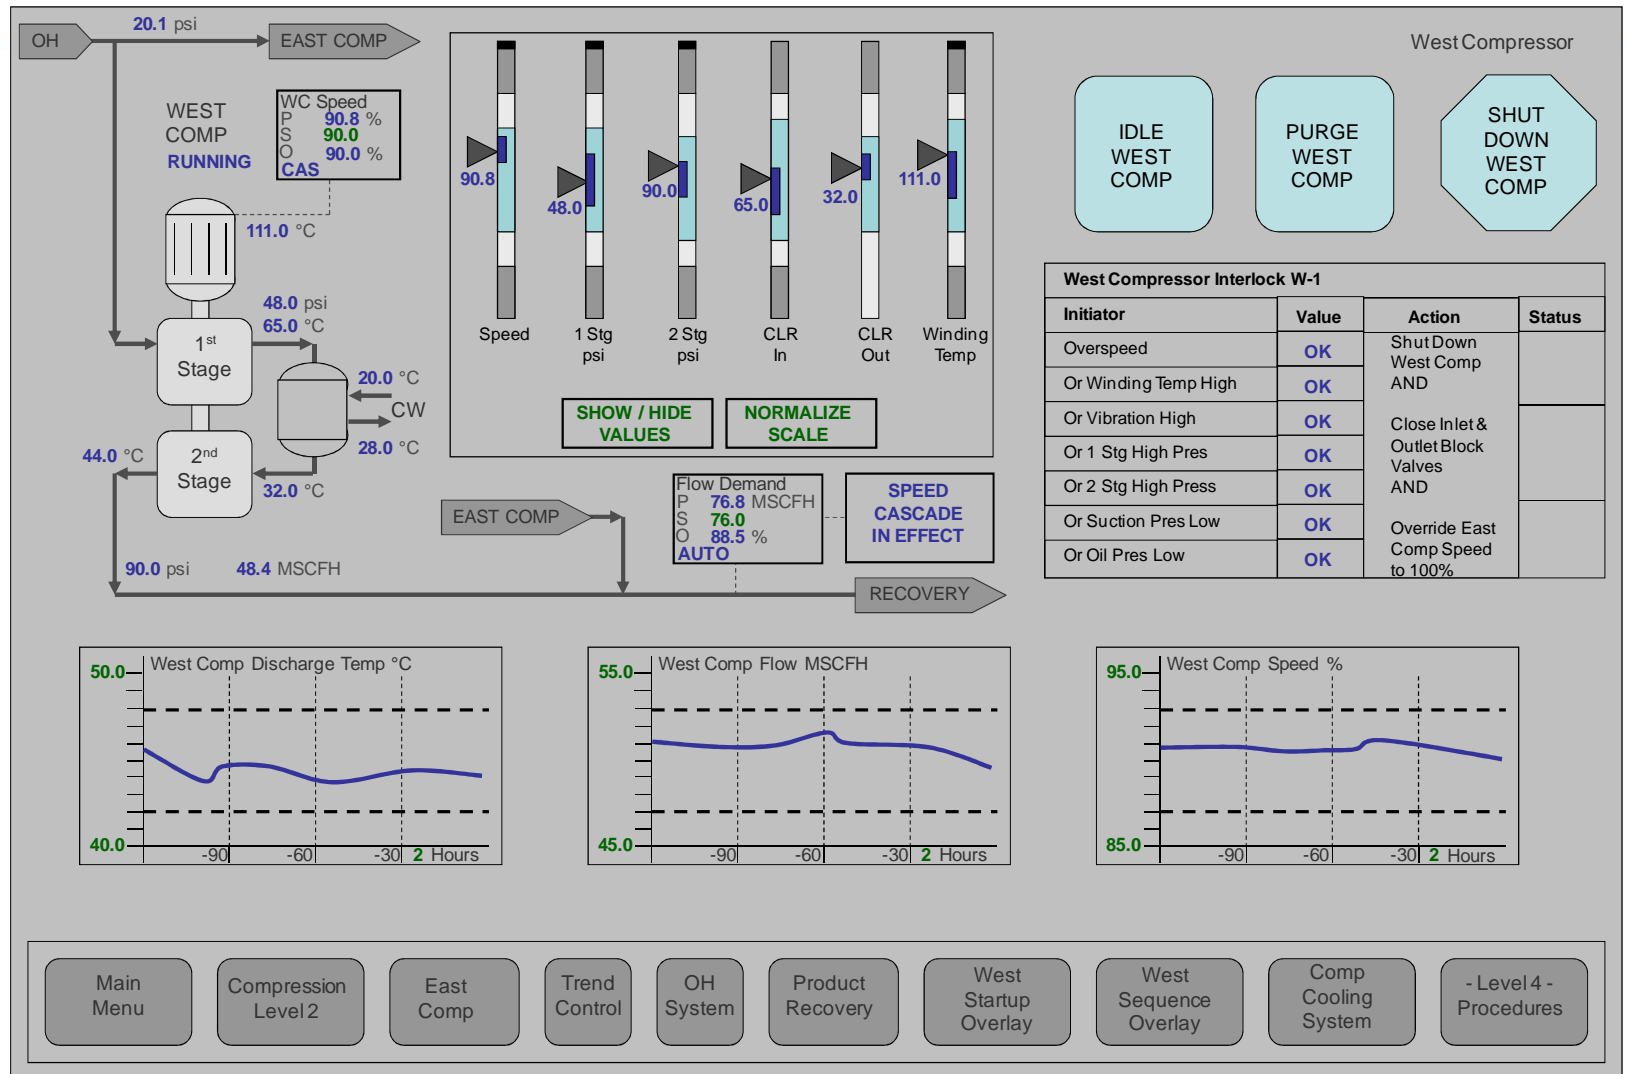 OH
20.1 psi
EAST COMP
West Compressor
WEST
COMP
RUNNING
WC Speed
P 90.8 %
S 90.0
O 90.0 %
CAS
111.0 °C
48.0 psi
65.0 °C
1st
Stage
20.0 °C
CW
28.0 °C
2nd
Stage
44.0 °C
32.0 °C
90.0 psi
48.4 MSCFH
90.8
48.0
90.0
65.0
32.0
111.0
Speed
1 Stg
psi
2 Stg
psi
CLR
In
CLR
Out
Winding
Temp
SHOW / HIDE
VALUES
NORMALIZE
SCALE
EAST COMP
Flow Demand
P 76.8 MSCFH
S 76.0
O 88.5 %
AUTO
SPEED
CASCADE
IN EFFECT
RECOVERY
IDLE
WEST
COMP
PURGE
WEST
COMP
SHUT
DOWN
WEST
COMP
West Compressor Interlock W-1
Initiator Value Action Status
Overspeed OK
Or Winding Temp High OK
Or Vibration High OK
Or 1 Stg High Pres OK
Or 2 Stg High Press OK
Or Suction Pres Low OK
Or Oil Pres Low OK
Shut Down
West Comp
AND
Close Inlet &
Outlet Block
Valves
AND
Override East
Comp Speed
to 100%
West Comp Discharge Temp °C
50.0
40.0
-90 -60 -30 2 Hours
West Comp Flow MSCFH
55.0
45.0
-90 -60 -30 2 Hours
West Comp Speed %
95.0
85.0
-90 -60 -30 2 Hours
Main
Menu
Compression
Level 2
East
Comp
Trend
Control
OH
System
Product
Recovery
West
Startup
Overlay
West
Sequence
Overlay
Comp
Cooling
System
- Level 4 -
Procedures